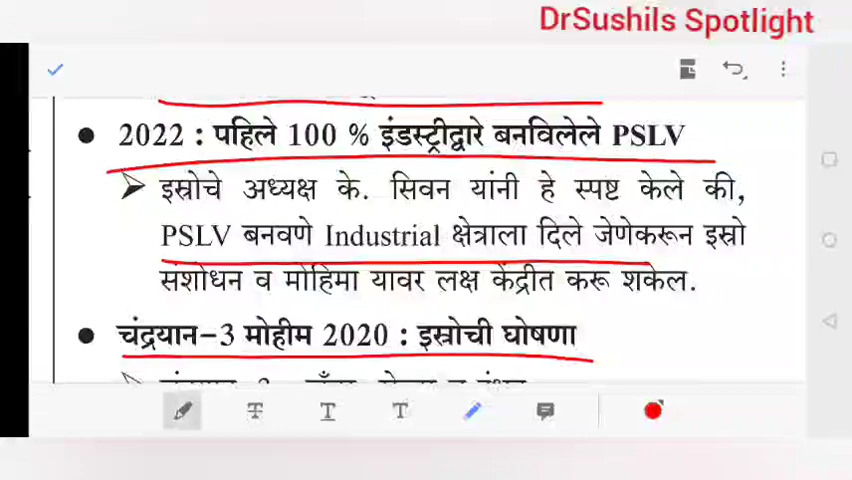 DrSushils Spotlight
• 2022 : पहिले 100 % इंडस्ट्रीद्वारे बनविलेले PSLV
➤ इस्रोचे अध्यक्ष के. सिवन यांनी हे स्पष्ट केले की,
PSLV बनवणे Industrial क्षेत्राला दिले जेणेकरून इस्रो
संशोधन व मोहिमा यावर लक्ष केंद्रीत करू शकेल.
• चंद्रयान-3 मोहीम 2020 : इस्रोची घोषणा